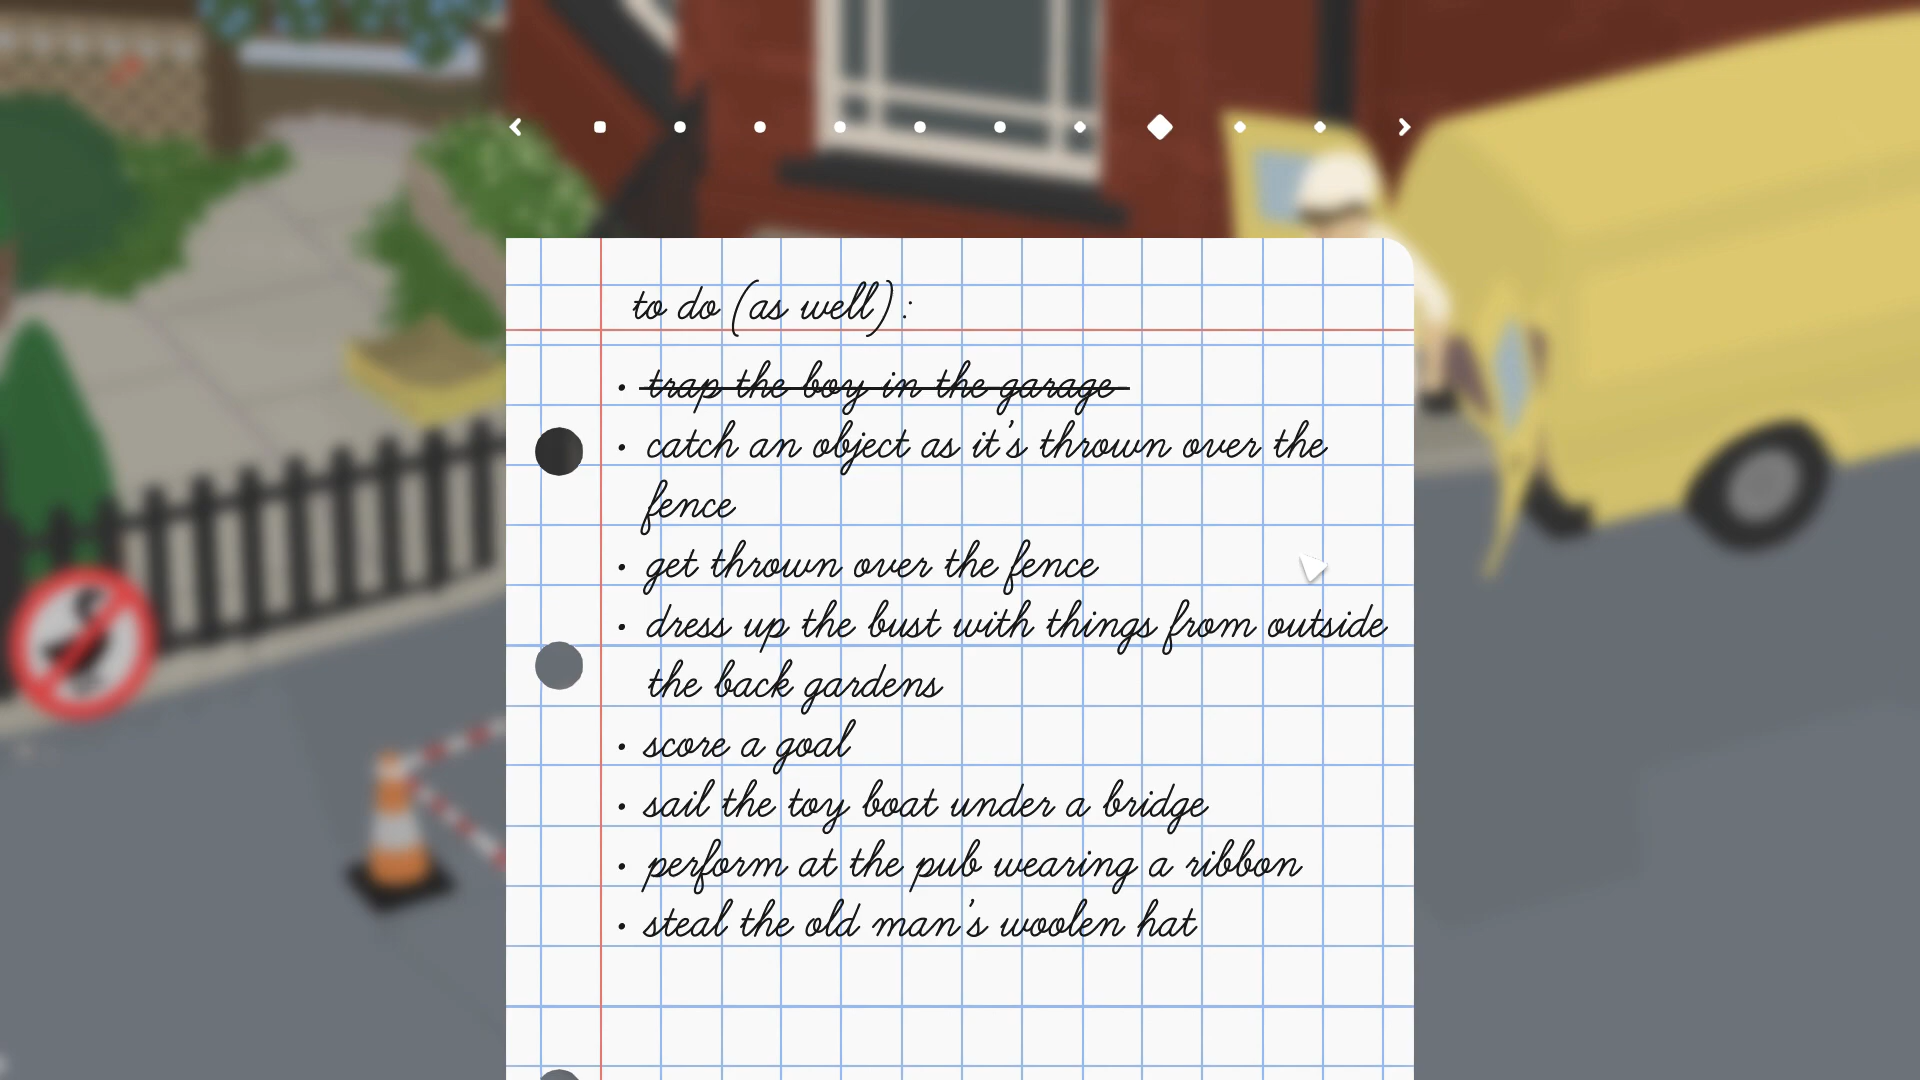 to do (as well) :
• trap the boy in the garage
• catch an object as it's thrown over the
fence
• get thrown over the fence
• dress up the bust with things from outside
the back gardens
• score a goal
• sail the toy boat under a bridge
• perform at the pub wearing a ribbon
• steal the old man's woolen hat